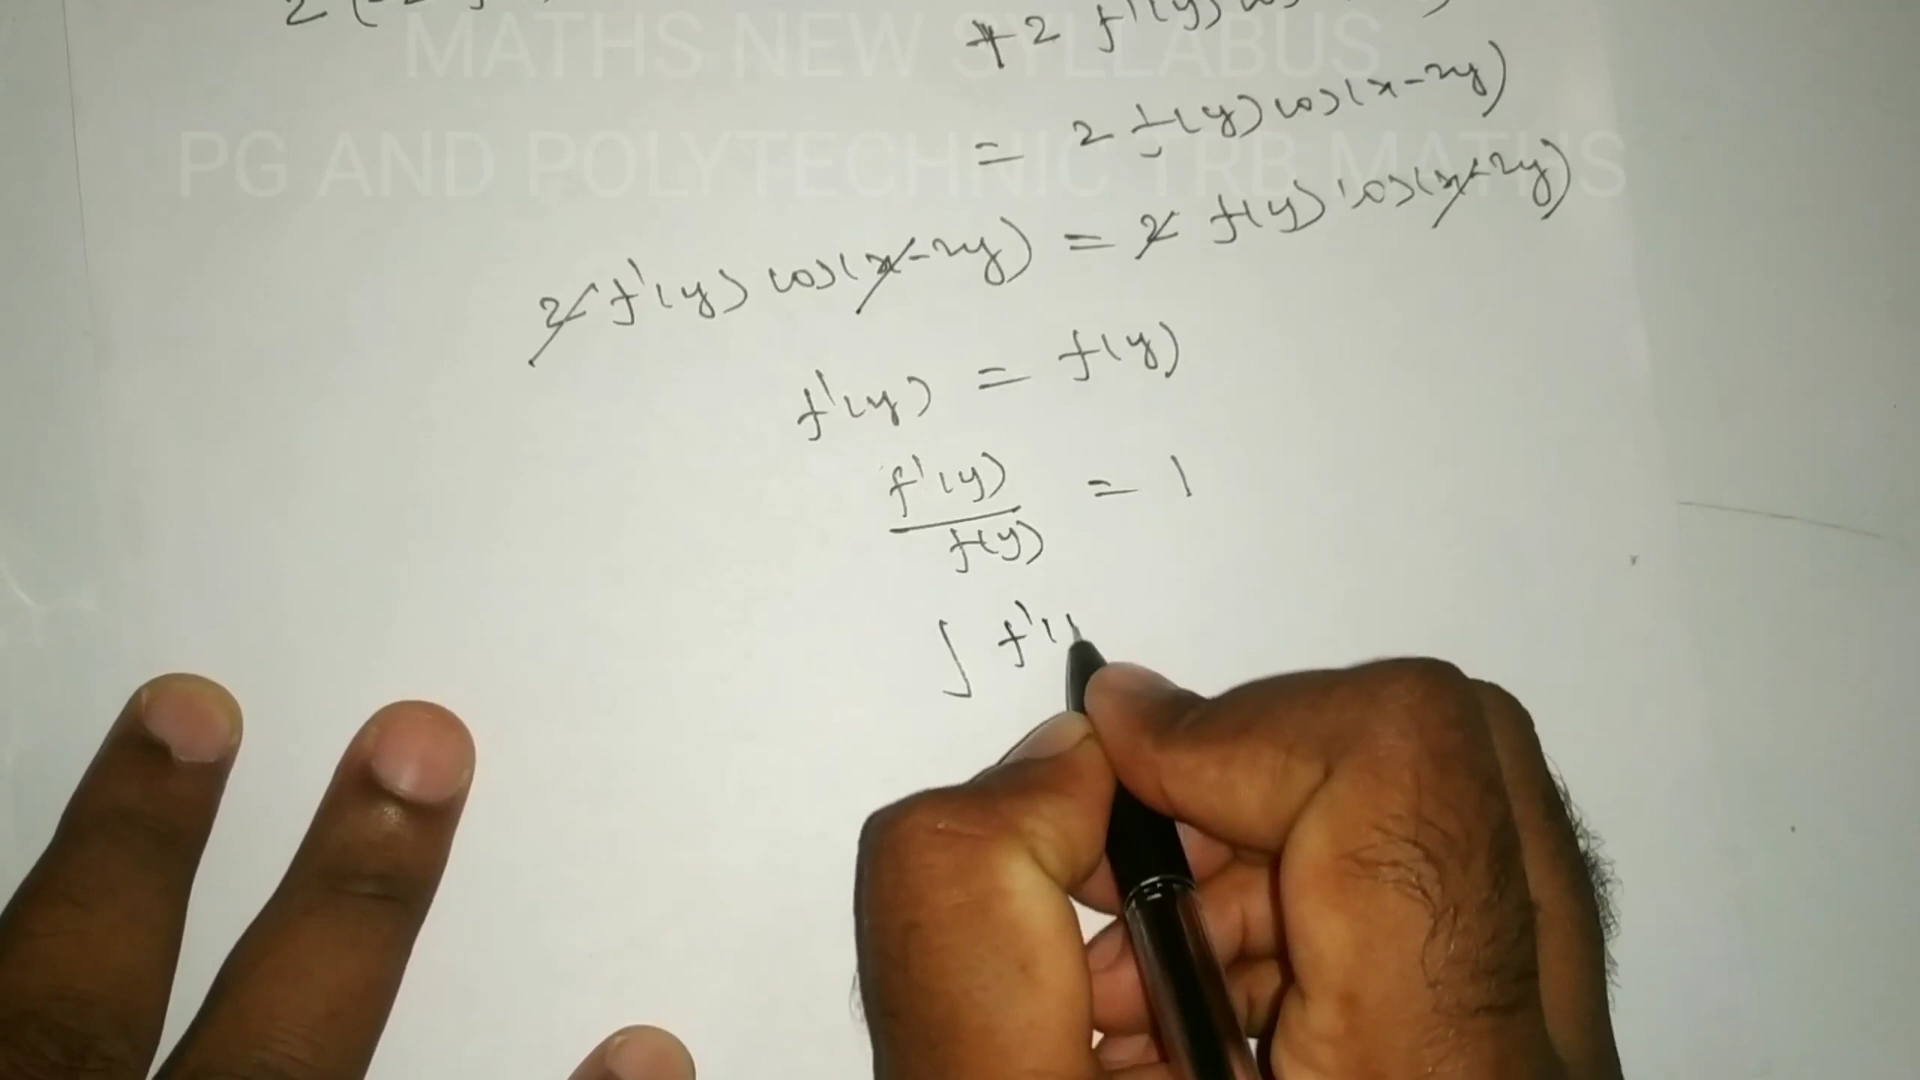 +2 f'(y)
MATHS NEW SYLLABUS
= 2 f(y) cos(x-2y)
PG AND POLYTECHNIC TRB MATHS
2 f'(y) cos(x-2y) = 2 f(y) cos(x-2y)
f'(y) = f(y)
f'(y)
/f(y) = 1
∫ f'(